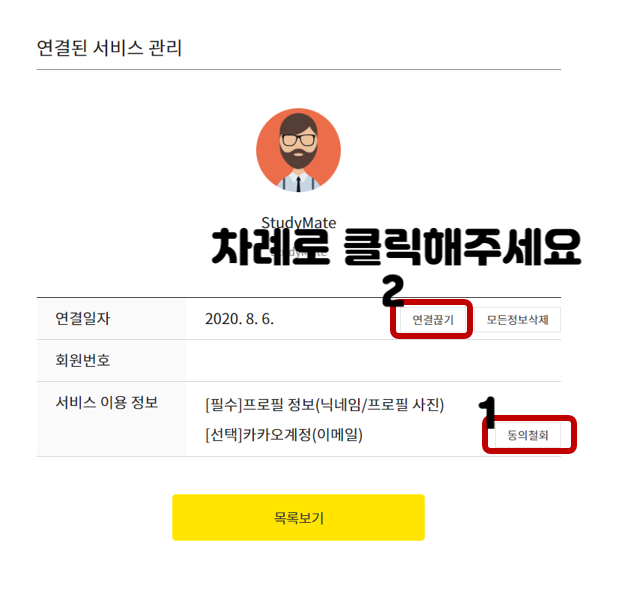 연결된 서비스 관리
StudyMate
차례로 클릭해주세요
2
연결일자 2020. 8. 6. 연결끊기 모든정보삭제
회원번호
1
서비스 이용 정보 [필수]프로필 정보(닉네임/프로필 사진)
[선택]카카오계정(이메일) 동의철회
목록보기